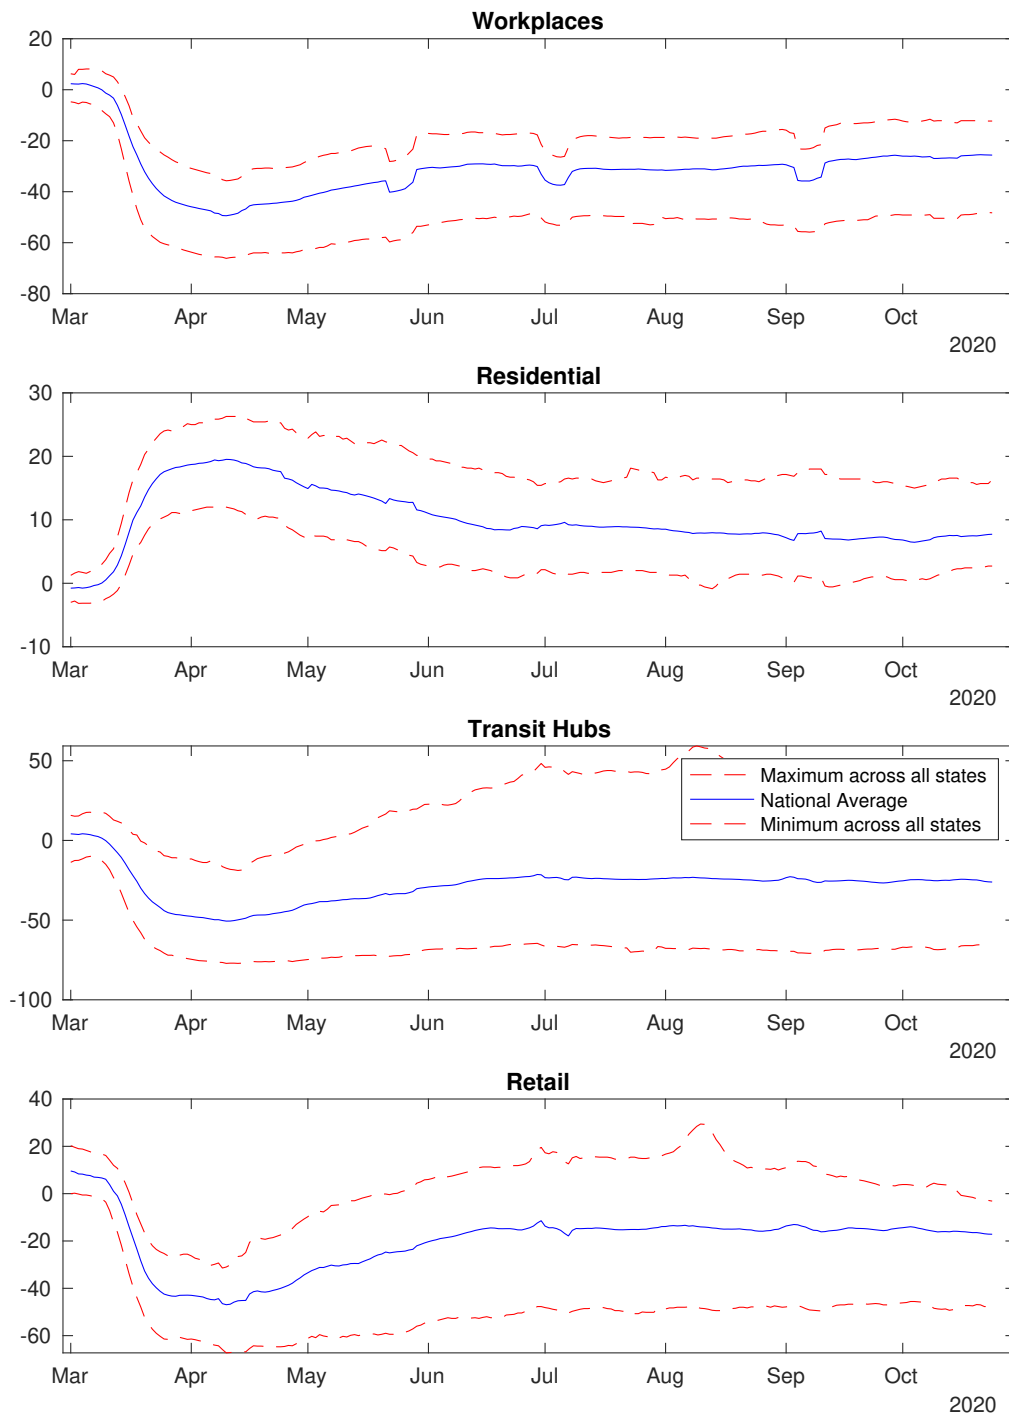 Workplaces
20
0
-20
-40
-60
-80
Mar Apr May Jun Jul Aug Sep Oct
2020
Residential
30
20
10
0
-10
Mar Apr May Jun Jul Aug Sep Oct
2020
Transit Hubs
50
0
-50
-100
Maximum across all states
National Average
Minimum across all states
Mar Apr May Jun Jul Aug Sep Oct
2020
Retail
40
20
0
-20
-40
-60
Mar Apr May Jun Jul Aug Sep Oct
2020